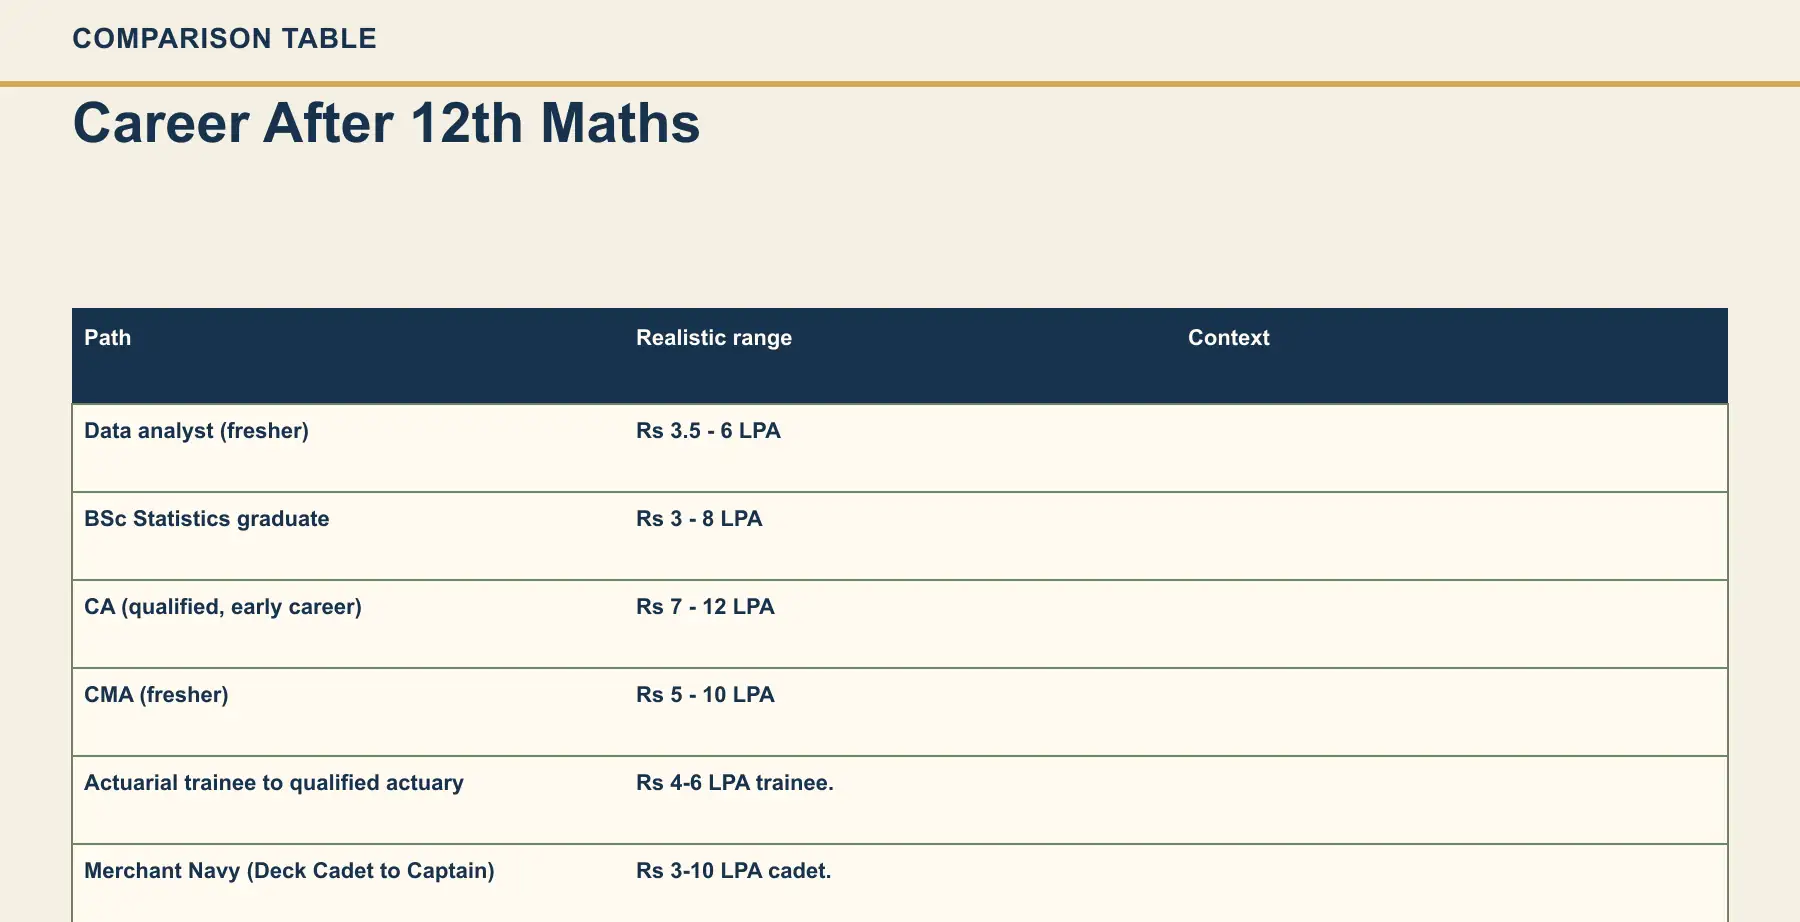 COMPARISON TABLE
Career After 12th Maths
Path Realistic range Context
Data analyst (fresher) Rs 3.5 - 6 LPA
BSc Statistics graduate Rs 3 - 8 LPA
CA (qualified, early career) Rs 7 - 12 LPA
CMA (fresher) Rs 5 - 10 LPA
Actuarial trainee to qualified actuary Rs 4-6 LPA trainee.
Merchant Navy (Deck Cadet to Captain) Rs 3-10 LPA cadet.